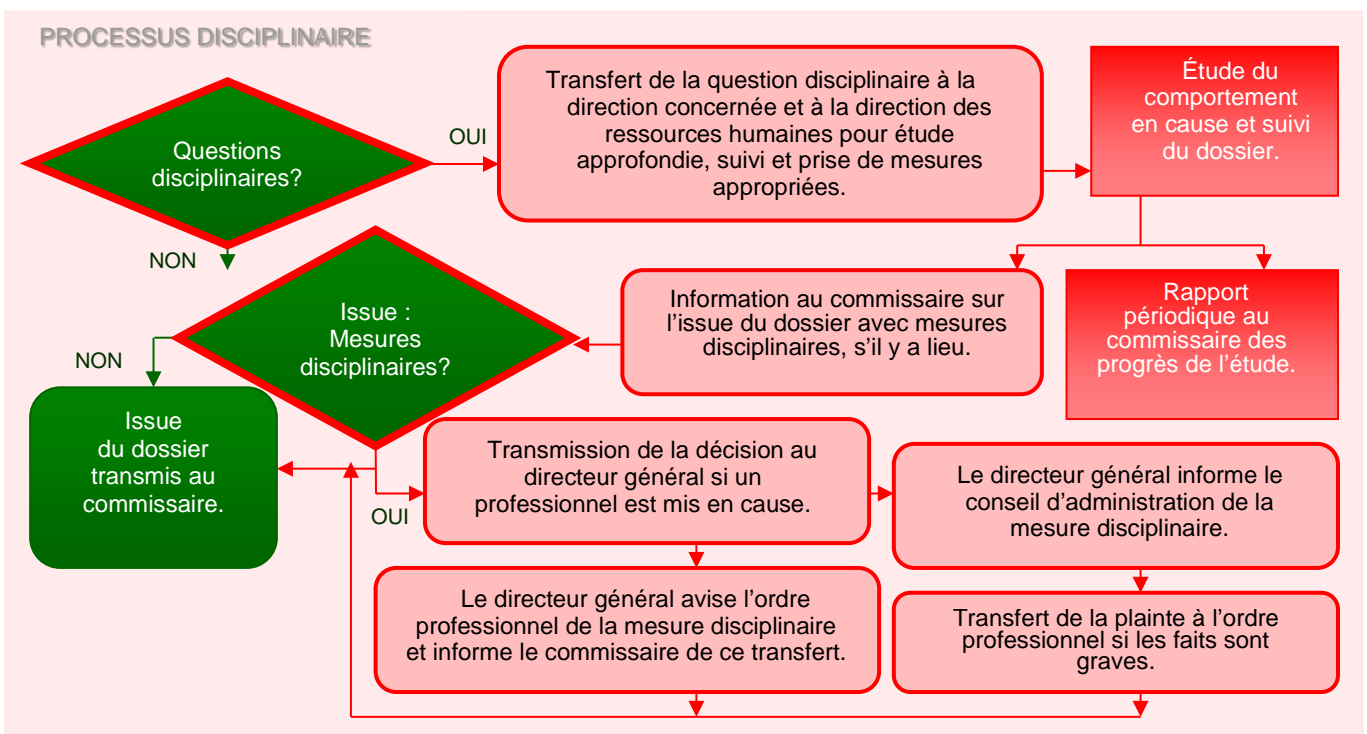 PROCESSUS DISCIPLINAIRE
Questions
disciplinaires?
OUI
Transfert de la question disciplinaire à la
direction concernée et à la direction des
ressources humaines pour étude
approfondie, suivi et prise de mesures
appropriées.
Étude du
comportement
en cause et suivi
du dossier.
NON
Issue :
Mesures
disciplinaires?
Information au commissaire sur
l’issue du dossier avec mesures
disciplinaires, s’il y a lieu.
Rapport
périodique au
commissaire des
progrès de l’étude.
NON
Issue
du dossier
transmis au
commissaire.
OUI
Transmission de la décision au
directeur général si un
professionnel est mis en cause.
Le directeur général informe le
conseil d’administration de la
mesure disciplinaire.
Le directeur général avise l’ordre
professionnel de la mesure disciplinaire
et informe le commissaire de ce transfert.
Transfert de la plainte à l’ordre
professionnel si les faits sont
graves.